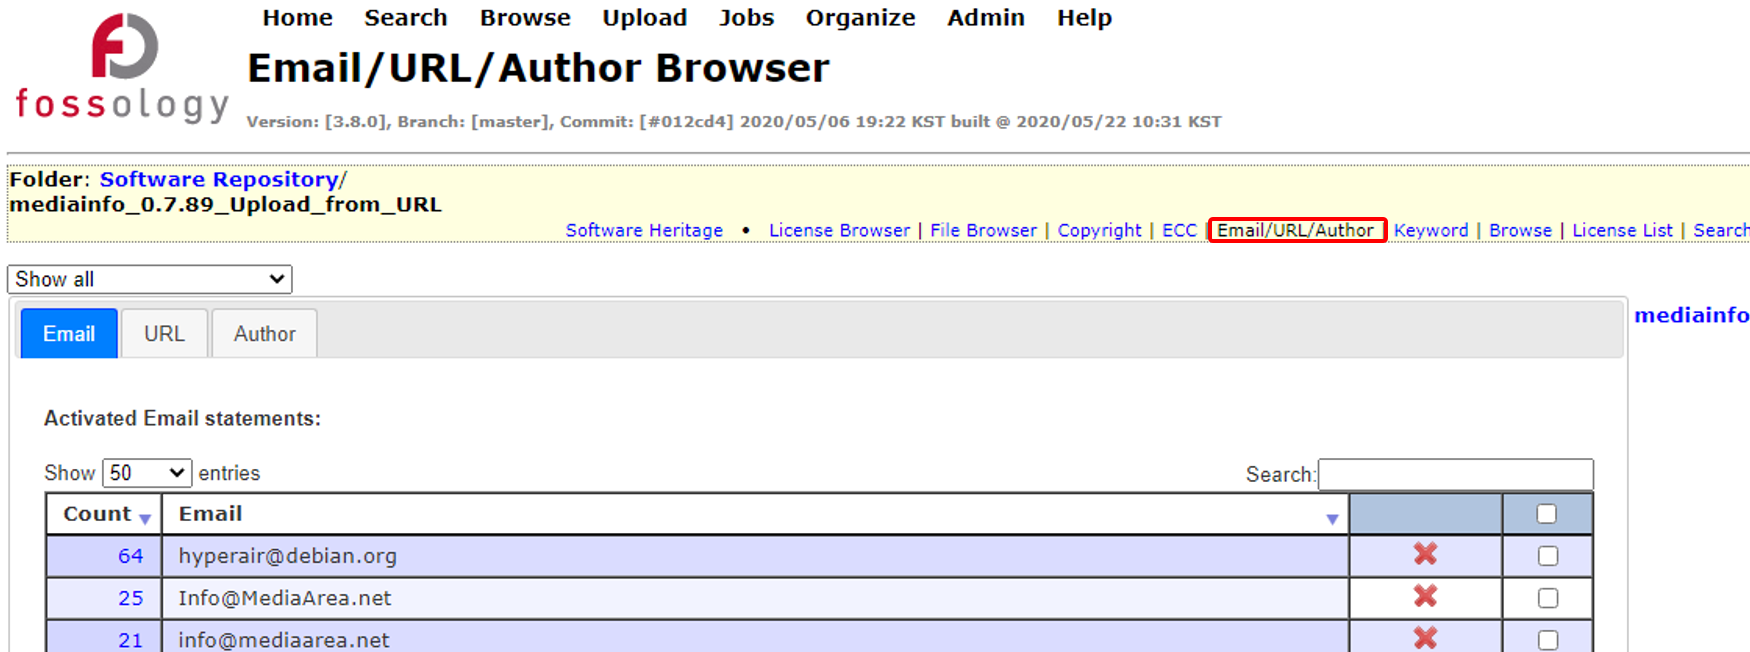 Home Search Browse Upload Jobs Organize Admin Help
fossology
Email/URL/Author Browser
Version: [3.8.0], Branch: [master], Commit: [#012cd4] 2020/05/06 19:22 KST built @ 2020/05/22 10:31 KST
Folder: Software Repository/
mediainfo_0.7.89_Upload_from_URL
Software Heritage • License Browser | File Browser | Copyright | ECC | Email/URL/Author | Keyword | Browse | License List | Search
Show all
mediainfo
Email URL Author
Activated Email statements:
Show 50 entries Search:
Count Email
64 hyperair@debian.org
25 Info@MediaArea.net
21 info@mediaarea.net